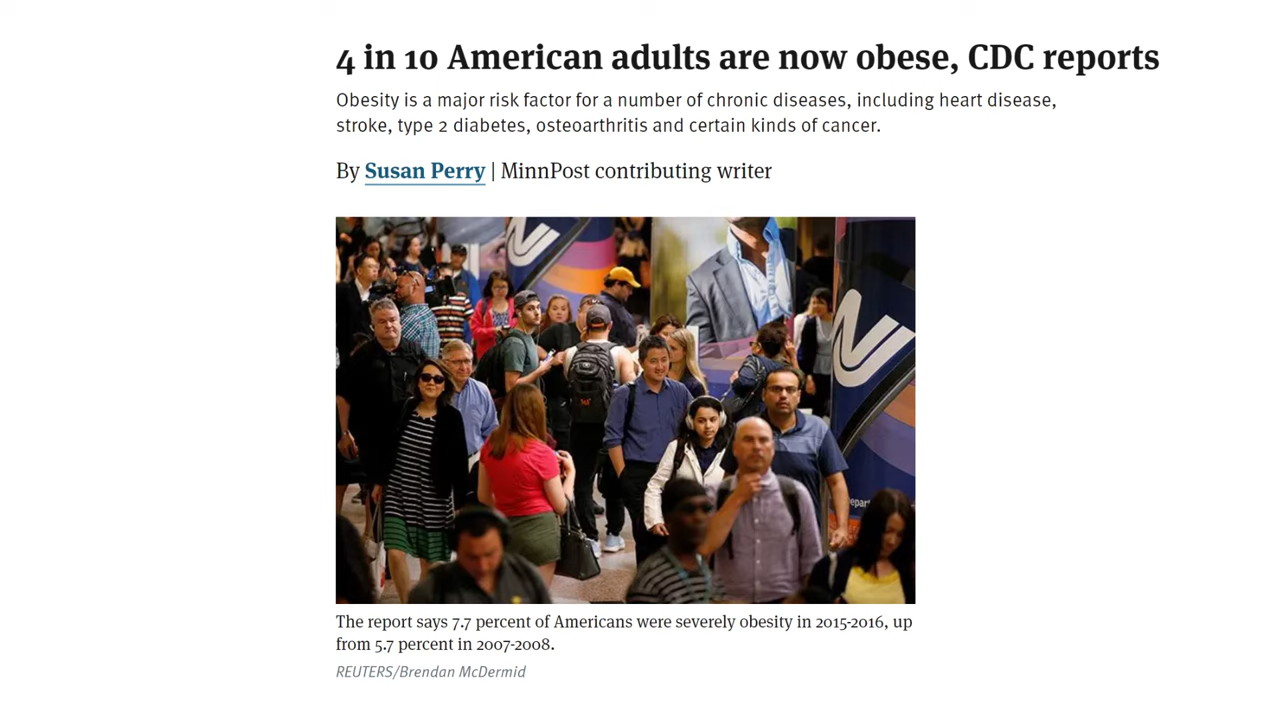 4 in 10 American adults are now obese, CDC reports
Obesity is a major risk factor for a number of chronic diseases, including heart disease,
stroke, type 2 diabetes, osteoarthritis and certain kinds of cancer.
By Susan Perry | MinnPost contributing writer
The report says 7.7 percent of Americans were severely obesity in 2015-2016, up
from 5.7 percent in 2007-2008.
REUTERS/Brendan McDermid